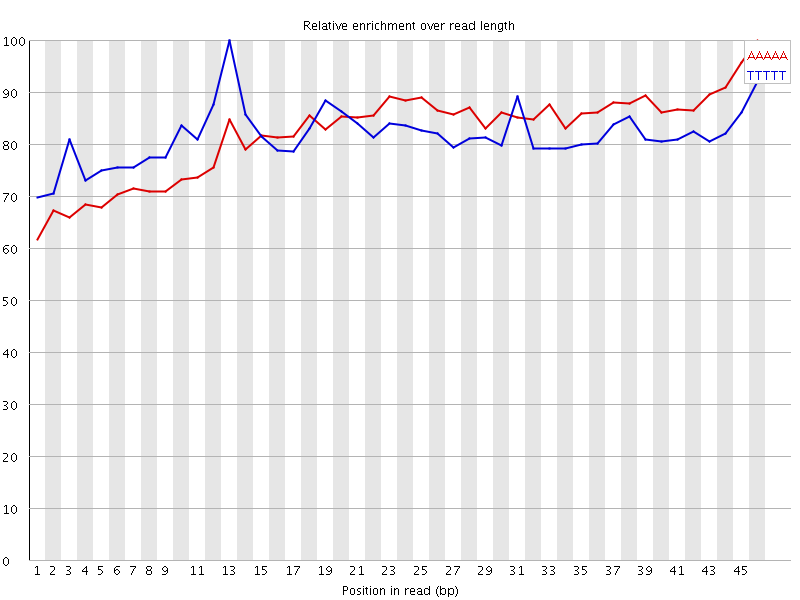 Relative enrichment over read length
100
90
80
70
60
50
40
30
20
10
0
AAAAA
TTTTT
1 2 3 4 5 6 7 8 9 11 13 15 17 19 21 23 25 27 29 31 33 35 37 39 41 43 45
Position in read (bp)